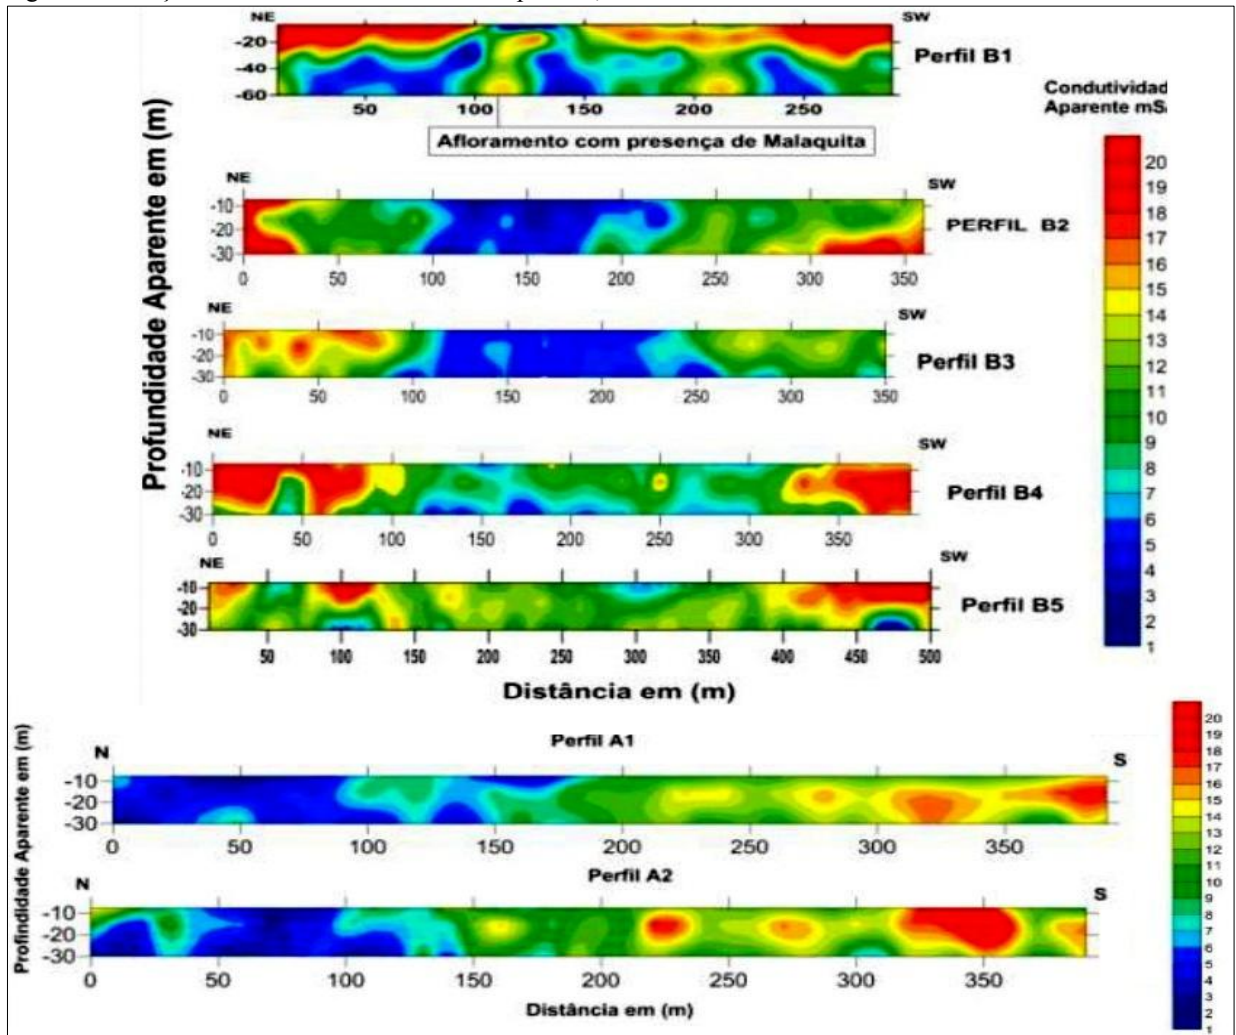 NE
SW
-20
-40
-60
Perfil B1
50 100 150 200 250
Afloramento com presença de Malaquita
Condutividad
Aparente mS/
20
19
18
17
16
15
14
13
12
11
10
9
8
7
6
5
4
3
2
1
Profundidade Aparente em (m)
NE
SW
-10
-20
-30
PERFIL B2
0 50 100 150 200 250 300 350
NE
SW
-10
-20
-30
Perfil B3
0 50 100 150 200 250 300 350
NE
SW
-10
-20
-30
Perfil B4
0 50 100 150 200 250 300 350
NE
SW
-10
-20
-30
Perfil B5
50 100 150 200 250 300 350 400 450 500
Distância em (m)
Perfil A1
N
S
-10
-20
-30
0 50 100 150 200 250 300 350
Profindidade Aparente em (m)
Perfil A2
N
S
-10
-20
-30
0 50 100 150 200 250 300 350
Distância em (m)
20
19
18
17
16
15
14
13
12
11
10
9
8
7
6
5
4
3
2
1